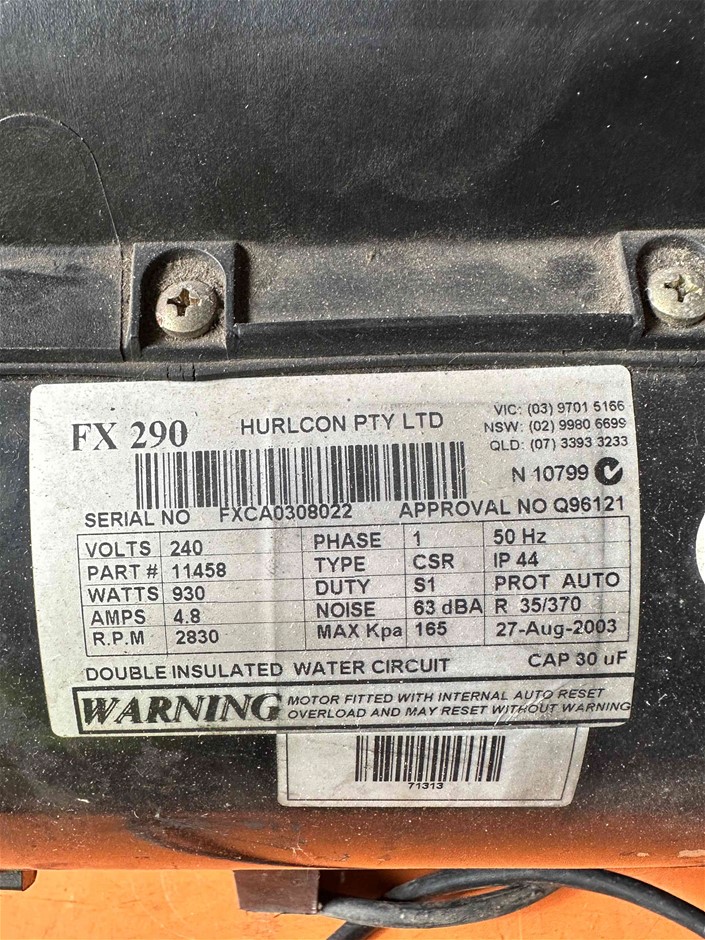 FX 290
HURLCON PTY LTD
VIC: (03) 9701 5166
NSW: (02) 9980 6699
QLD: (07) 3393 3233
N 10799
SERIAL NO FXCA0308022 APPROVAL NO Q96121
VOLTS 240 PHASE 1 50 Hz
PART # 11458 TYPE CSR IP 44
WATTS 930 DUTY S1 PROT AUTO
AMPS 4.8 NOISE 63 dBA R 35/370
R.P.M 2830 MAX Kpa 165 27-Aug-2003
DOUBLE INSULATED WATER CIRCUIT CAP 30 uF
WARNING MOTOR FITTED WITH INTERNAL AUTO RESET
OVERLOAD AND MAY RESET WITHOUT WARNING
71313